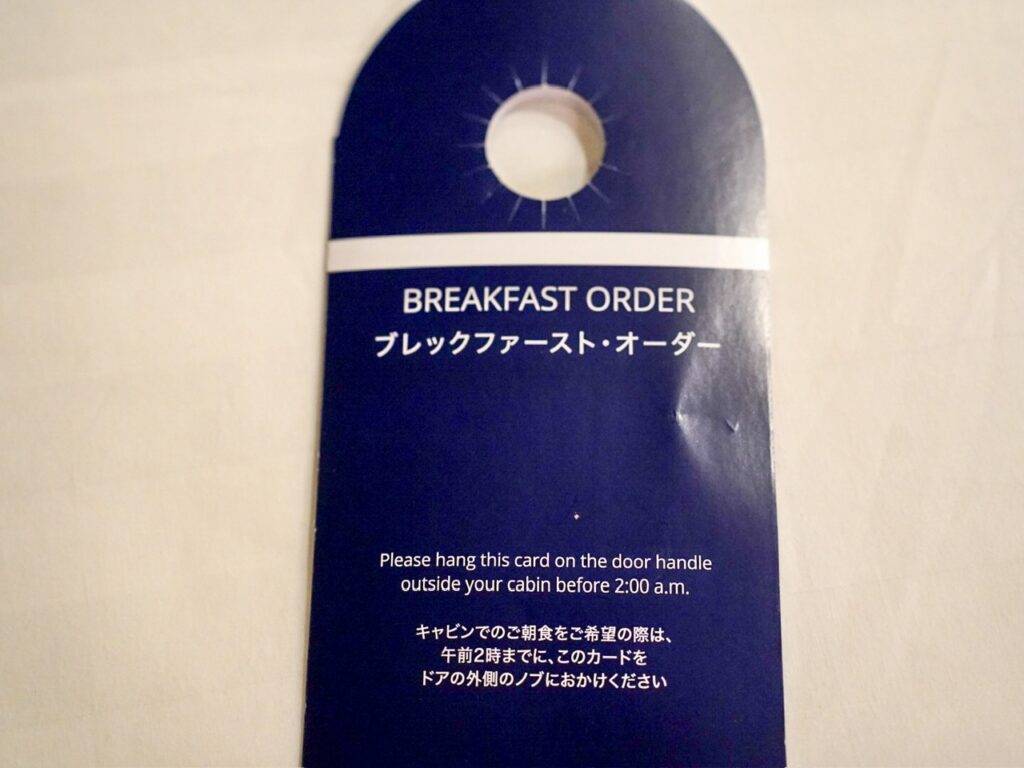 BREAKFAST ORDER
ブレックファースト・オーダー
Please hang this card on the door handle
outside your cabin before 2:00 a.m.
キャビンでのご朝食をご希望の際は、
午前2時までに、このカードを
ドアの外側のノブにおかけください